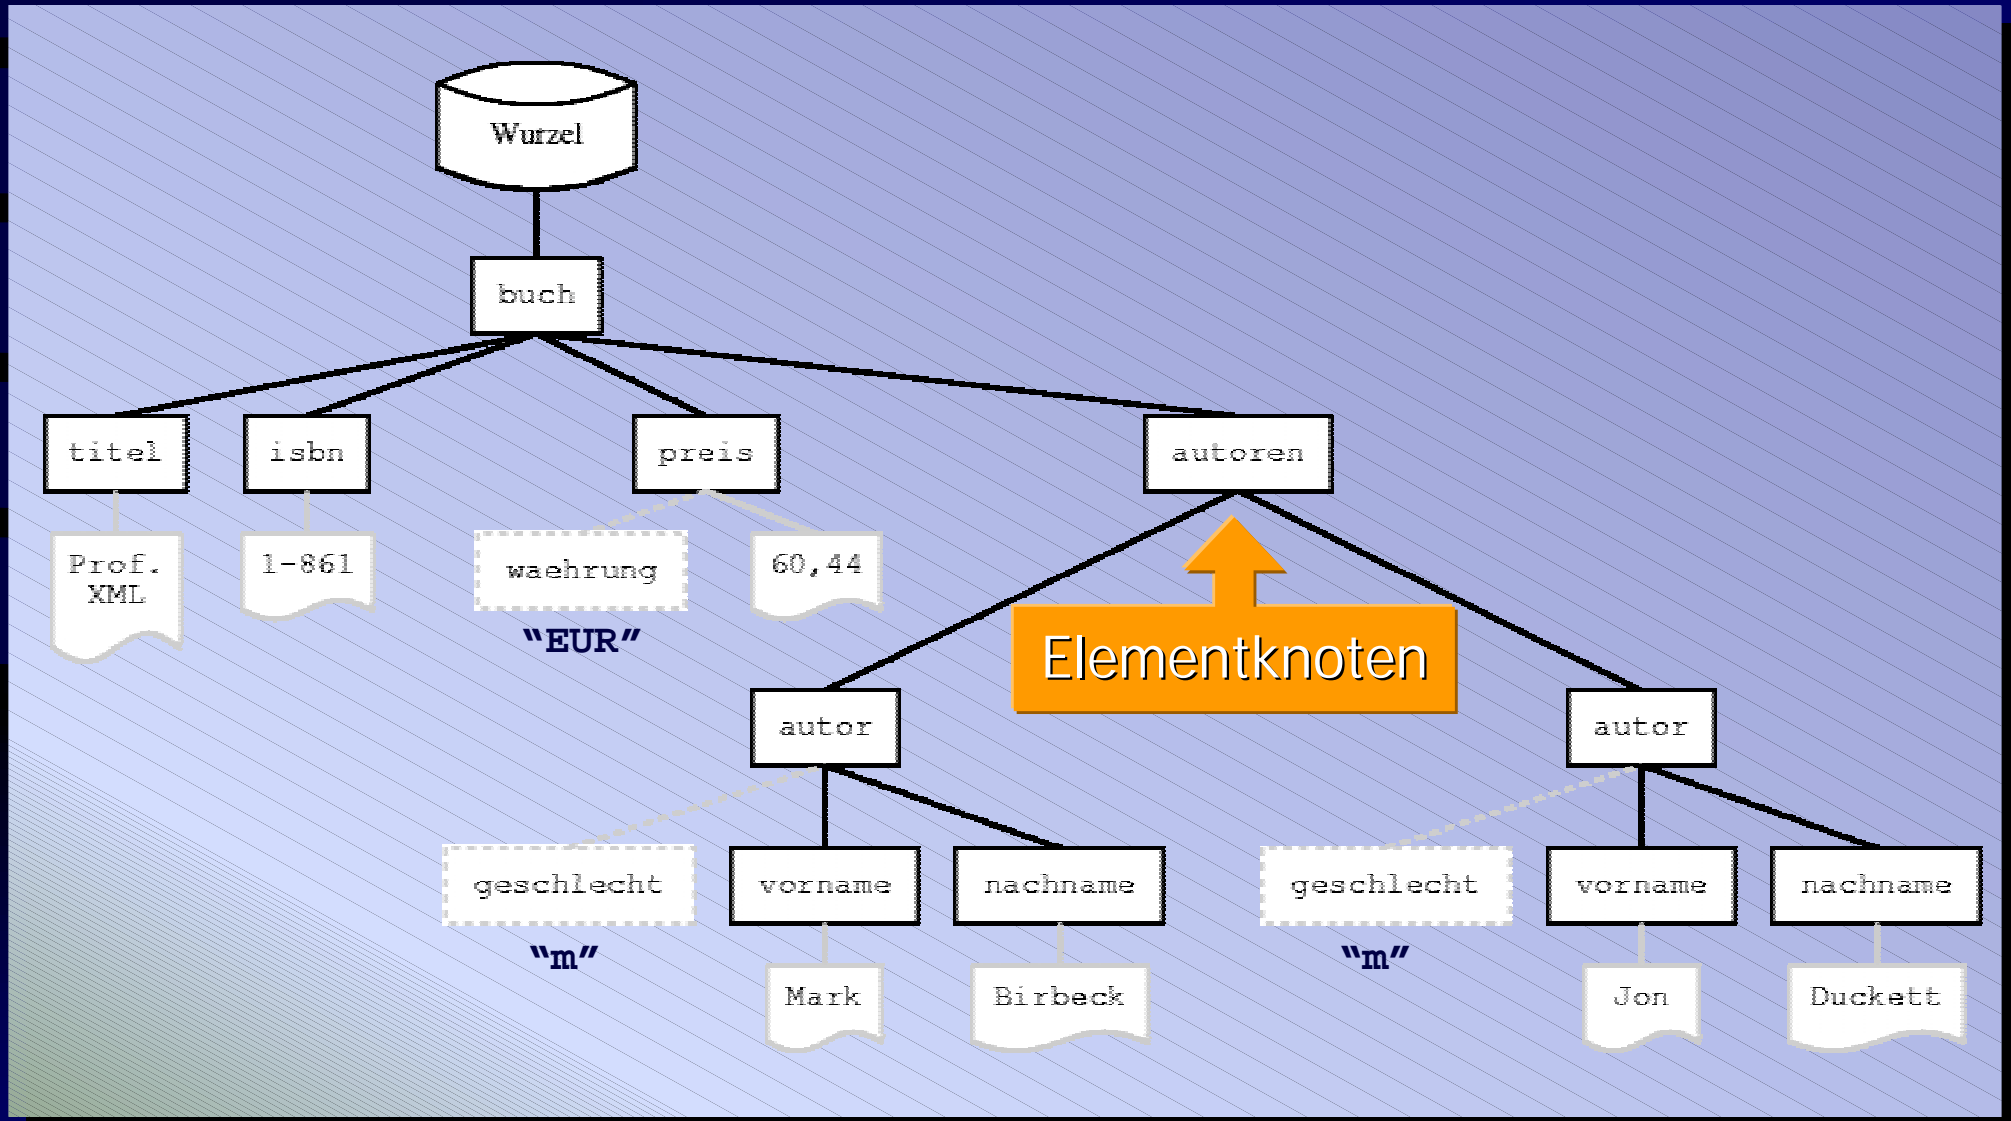 Wurzel
buch
titel
isbn
preis
autoren
Prof.
XML
1-861
waehrung
60,44
“EUR”
Elementknoten
autor
autor
geschlecht
vorname
nachname
geschlecht
vorname
nachname
“m”
“m”
Mark
Birbeck
Jon
Duckett